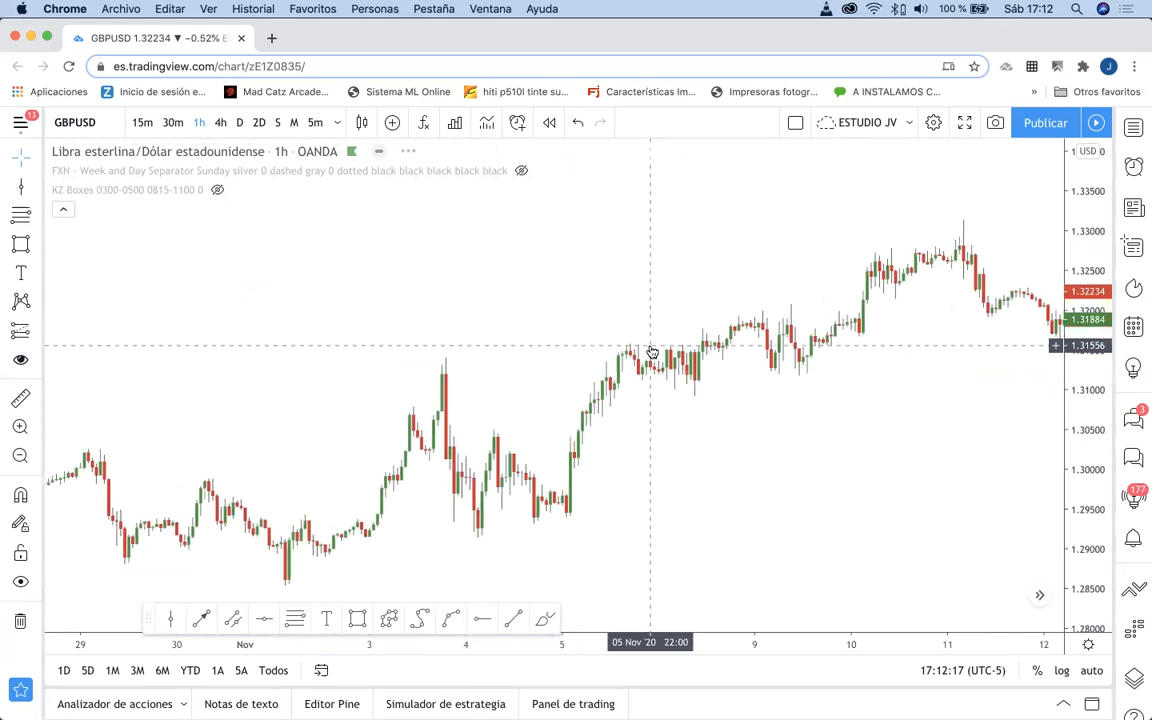 Chrome Archivo Editar Ver Historial Favoritos Personas Pestaña Ventana Ayuda 100 % Sáb 17:12
GBPUSD 1.32234 ▼ −0.52% E
es.tradingview.com/chart/zE1Z0835/ J
Aplicaciones Inicio de sesión e... Mad Catz Arcade... Sistema ML Online hiti p510l tinte su... Características Im... Impresoras fotogr... A INSTALAMOS C... » Otros favoritos
13 GBPUSD 15m 30m 1h 4h D 2D S M 5m ESTUDIO JV Publicar
Libra esterlina/Dólar estadounidense · 1h · OANDA
USD
FXN - Week and Day Separator Sunday silver 0 dashed gray 0 dotted black black black black black
KZ Boxes 0300-0500 0815-1100 0
1.33500
1.33000
1.32500
1.32234
1.32000
1.31884
1.31556
1.31000
1.30500
1.30000
1.29500
1.29000
1.28500
1.28000
3
177
29 30 Nov 3 4 5 05 Nov '20 22:00 9 10 11 12
1D 5D 1M 3M 6M YTD 1A 5A Todos 17:12:17 (UTC-5) % log auto
Analizador de acciones Notas de texto Editor Pine Simulador de estrategia Panel de trading